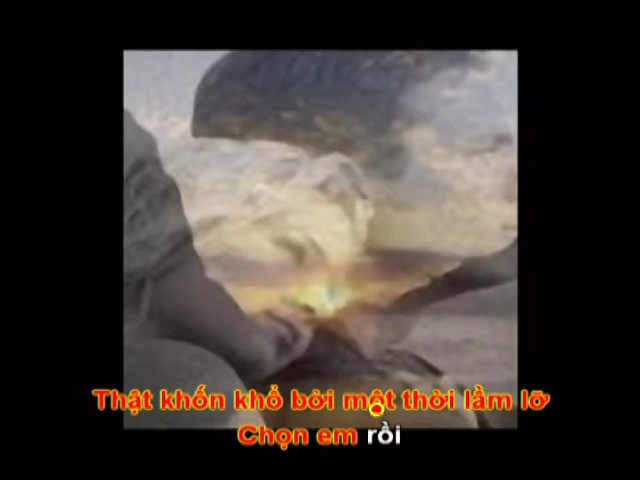 Thật khốn khổ bởi một thời lầm lỡ
Chọn em rồi